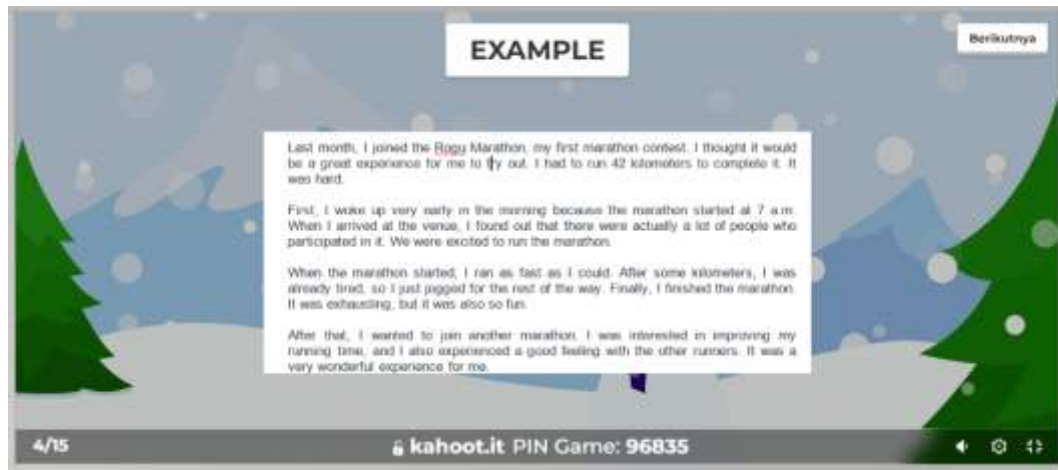 EXAMPLE
Berikutnya
Last month, I joined the Rogu Marathon, my first marathon contest. I thought it would
be a great experience for me to try out. I had to run 42 kilometers to complete it. It
was hard.
First, I woke up very early in the morning because the marathon started at 7 a.m.
When I arrived at the venue, I found out that there were actually a lot of people who
participated in it. We were excited to run the marathon.
When the marathon started, I ran as fast as I could. After some kilometers, I was
already tired, so I just jogged for the rest of the way. Finally, I finished the marathon.
It was exhausting, but it was also so fun.
After that, I wanted to join another marathon. I was interested in improving my
running time, and I also experienced a good feeling with the other runners. It was a
very wonderful experience for me.
4/15
kahoot.it PIN Game: 96835